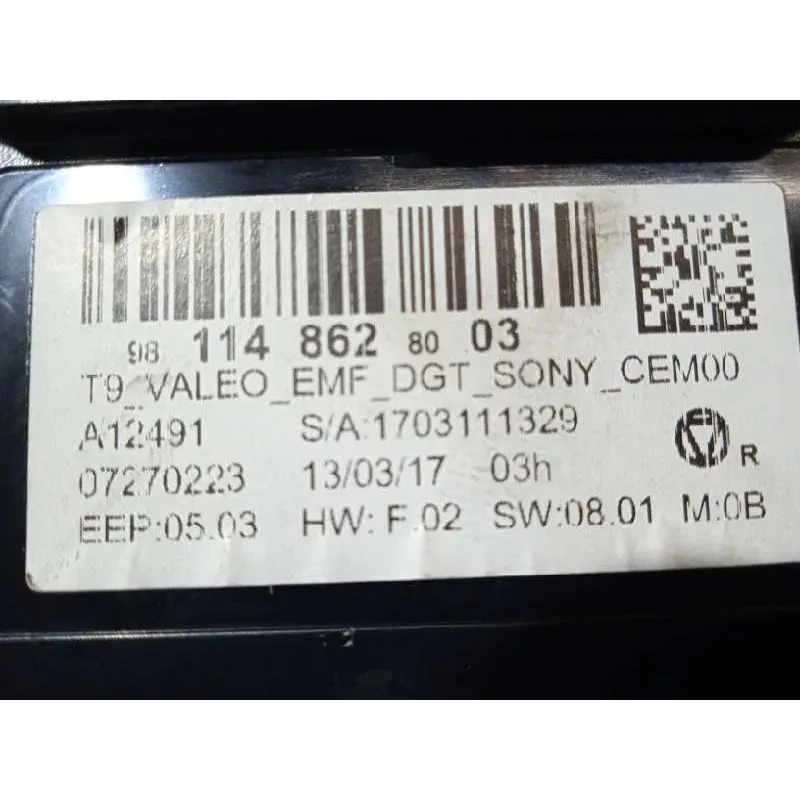 98 114 862 80 03
T9_VALEO_EMF_DGT_SONY_CEM00
A12491 S/A:1703111329
07270223 13/03/17 03h R
EEP:05.03 HW: F.02 SW:08.01 M:0B